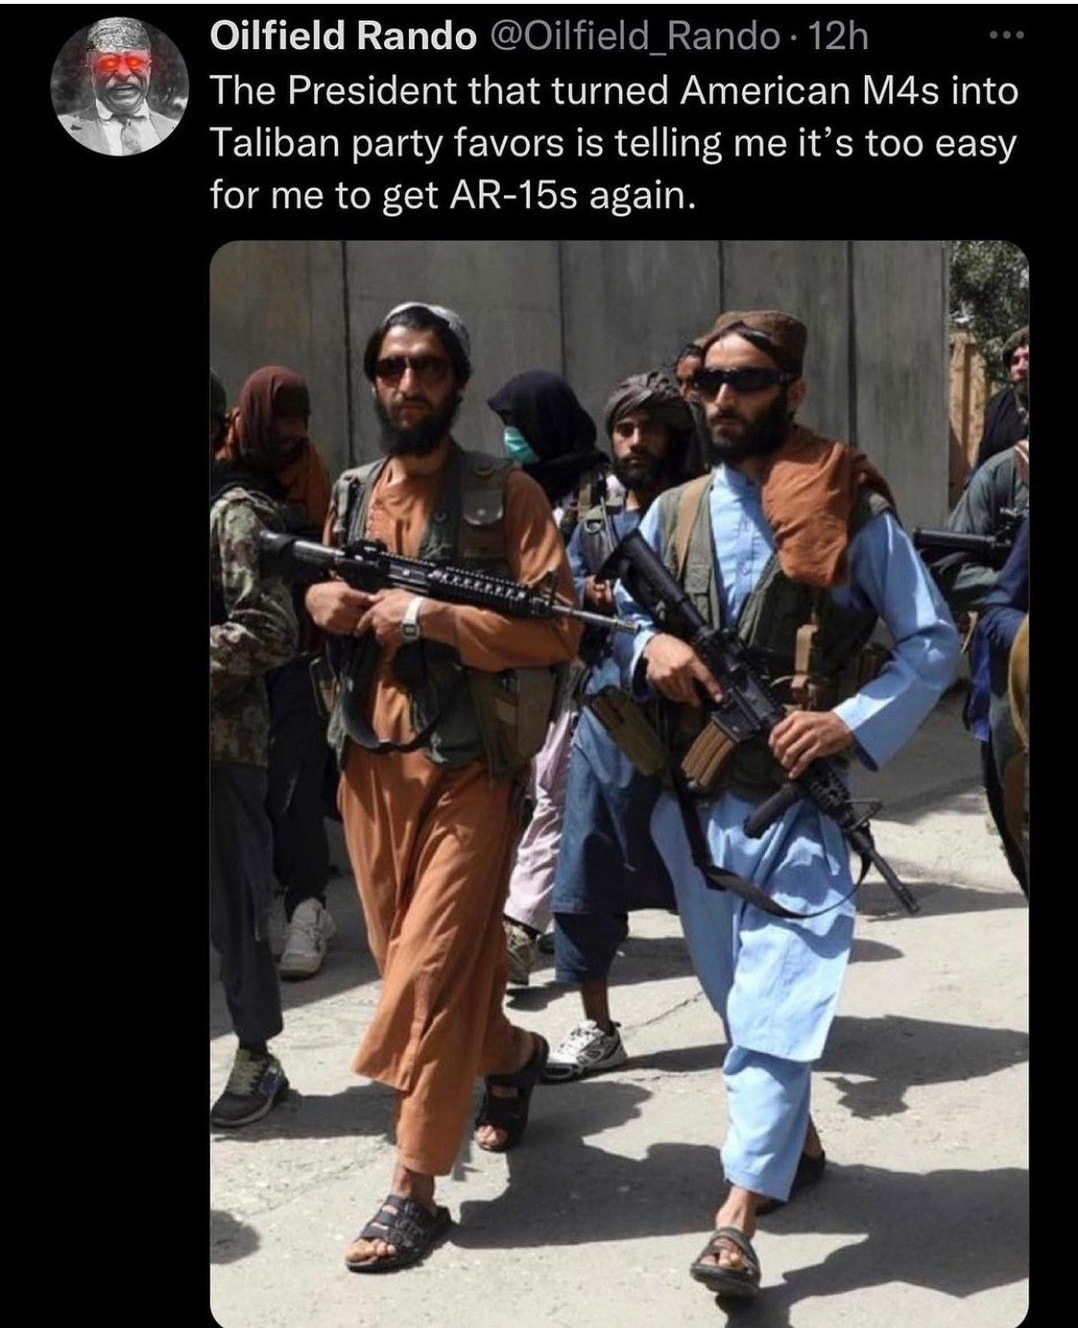 Oilfield Rando @Oilfield_Rando · 12h
The President that turned American M4s into
Taliban party favors is telling me it's too easy
for me to get AR-15s again.